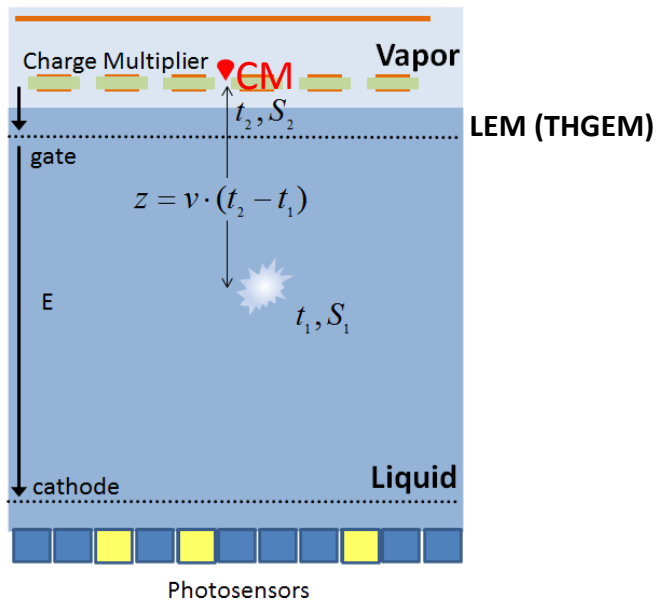 Vapor
Charge Multiplier
CM
t₂, S₂
LEM (THGEM)
gate
z = v · (t₂ − t₁)
E
t₁, S₁
Liquid
cathode
Photosensors